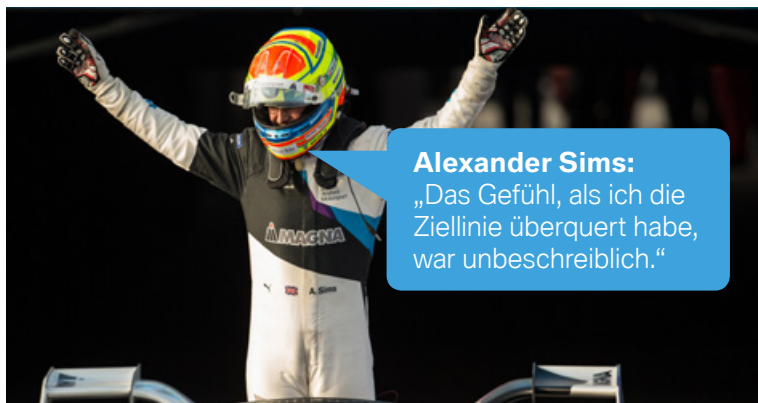 Alexander Sims:
„Das Gefühl, als ich die
Ziellinie überquert habe,
war unbeschreiblich.“
MAGNA
A. Sims